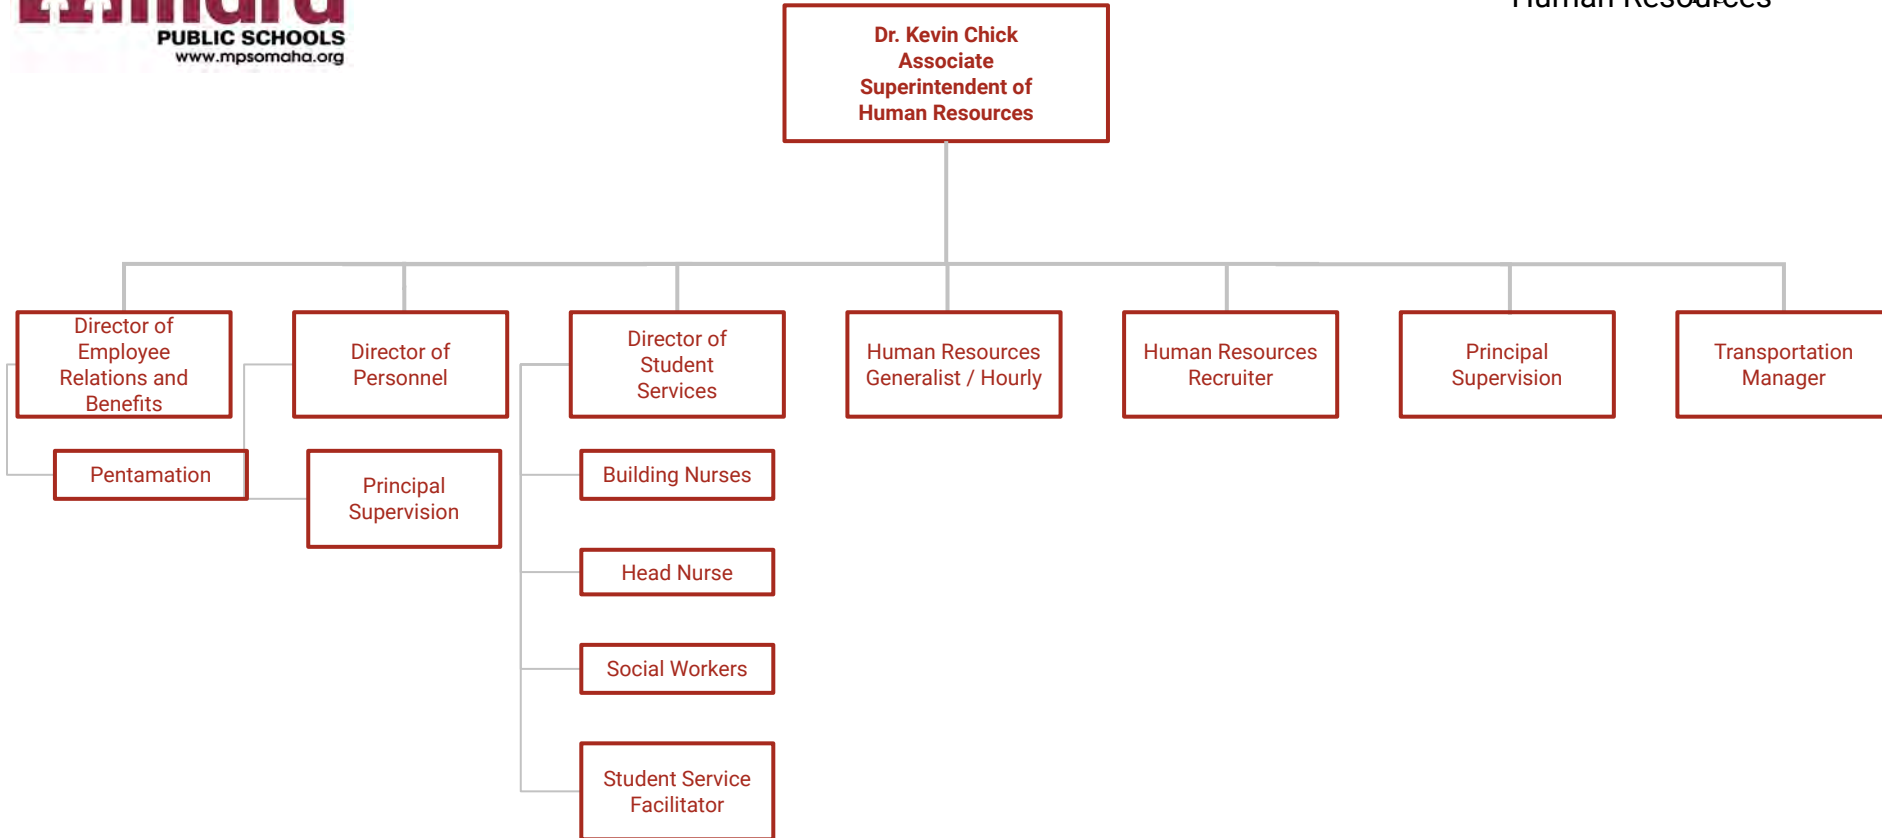 PUBLIC SCHOOLS
www.mpsomaha.org
Human Resources
Dr. Kevin Chick
Associate
Superintendent of
Human Resources
Director of
Employee
Relations and
Benefits
Director of
Personnel
Director of
Student
Services
Human Resources
Generalist / Hourly
Human Resources
Recruiter
Principal
Supervision
Transportation
Manager
Pentamation
Principal
Supervision
Building Nurses
Head Nurse
Social Workers
Student Service
Facilitator